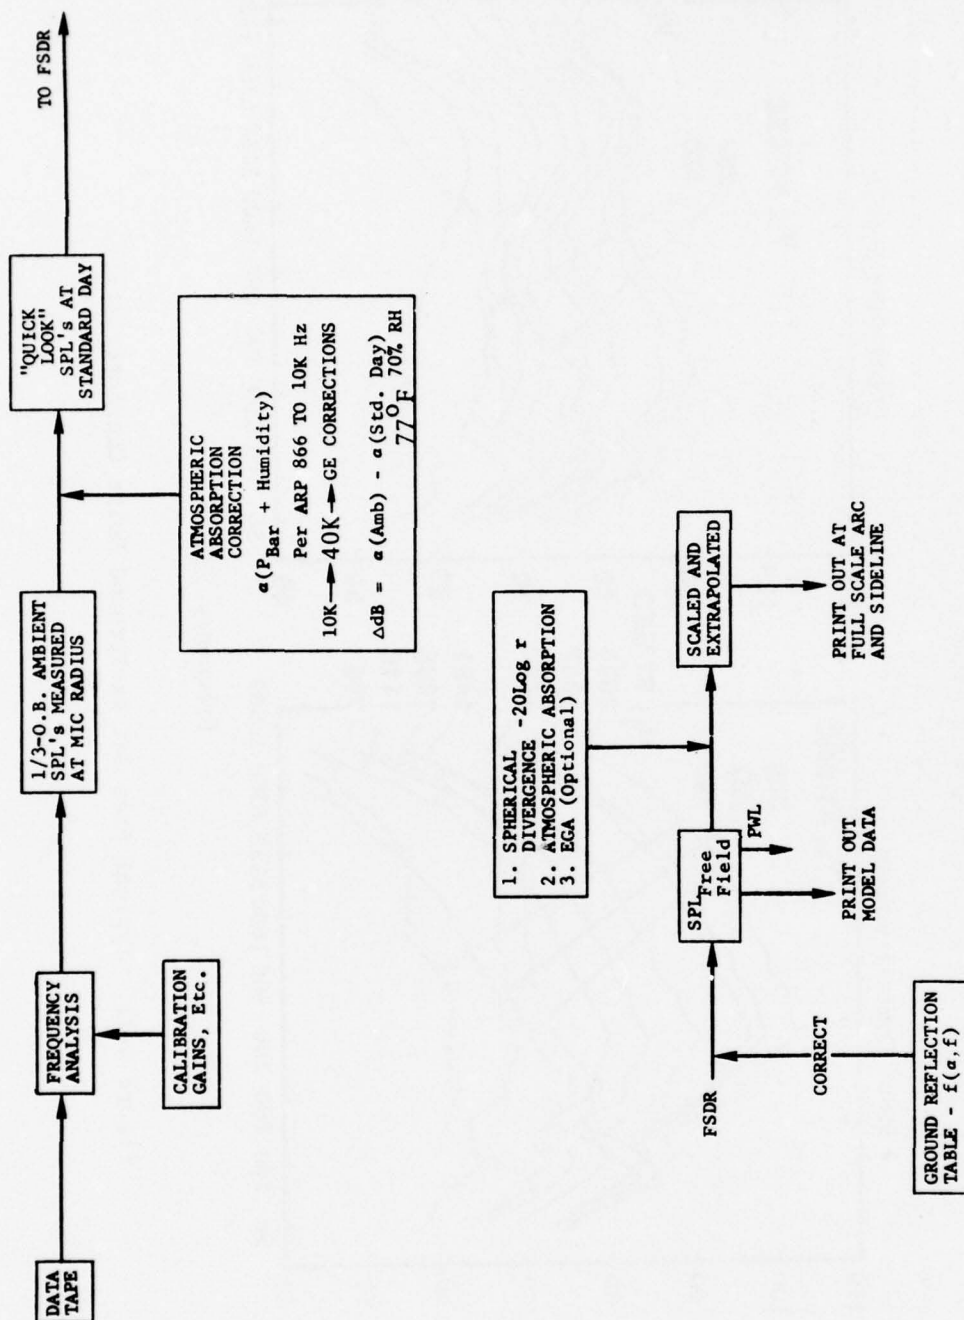 DATA
TAPE
FREQUENCY
ANALYSIS
CALIBRATION
GAINS, Etc.
1/3-O.B. AMBIENT
SPL's MEASURED
AT MIC RADIUS
ATMOSPHERIC
ABSORPTION
CORRECTION
α(PBar + Humidity)
Per ARP 866 TO 10K Hz
10K→40K→GE CORRECTIONS
ΔdB = α(Amb) - α(Std. Day)
77°F 70% RH
"QUICK
LOOK"
SPL's AT
STANDARD DAY
TO FSDR
FSDR
CORRECT
GROUND REFLECTION
TABLE - f(α,f)
SPLFree
Field
PWL
PRINT OUT
MODEL DATA
1. SPHERICAL
DIVERGENCE -20Log r
2. ATMOSPHERIC ABSORPTION
3. EGA (Optional)
SCALED AND
EXTRAPOLATED
PRINT OUT AT
FULL SCALE ARC
AND SIDELINE